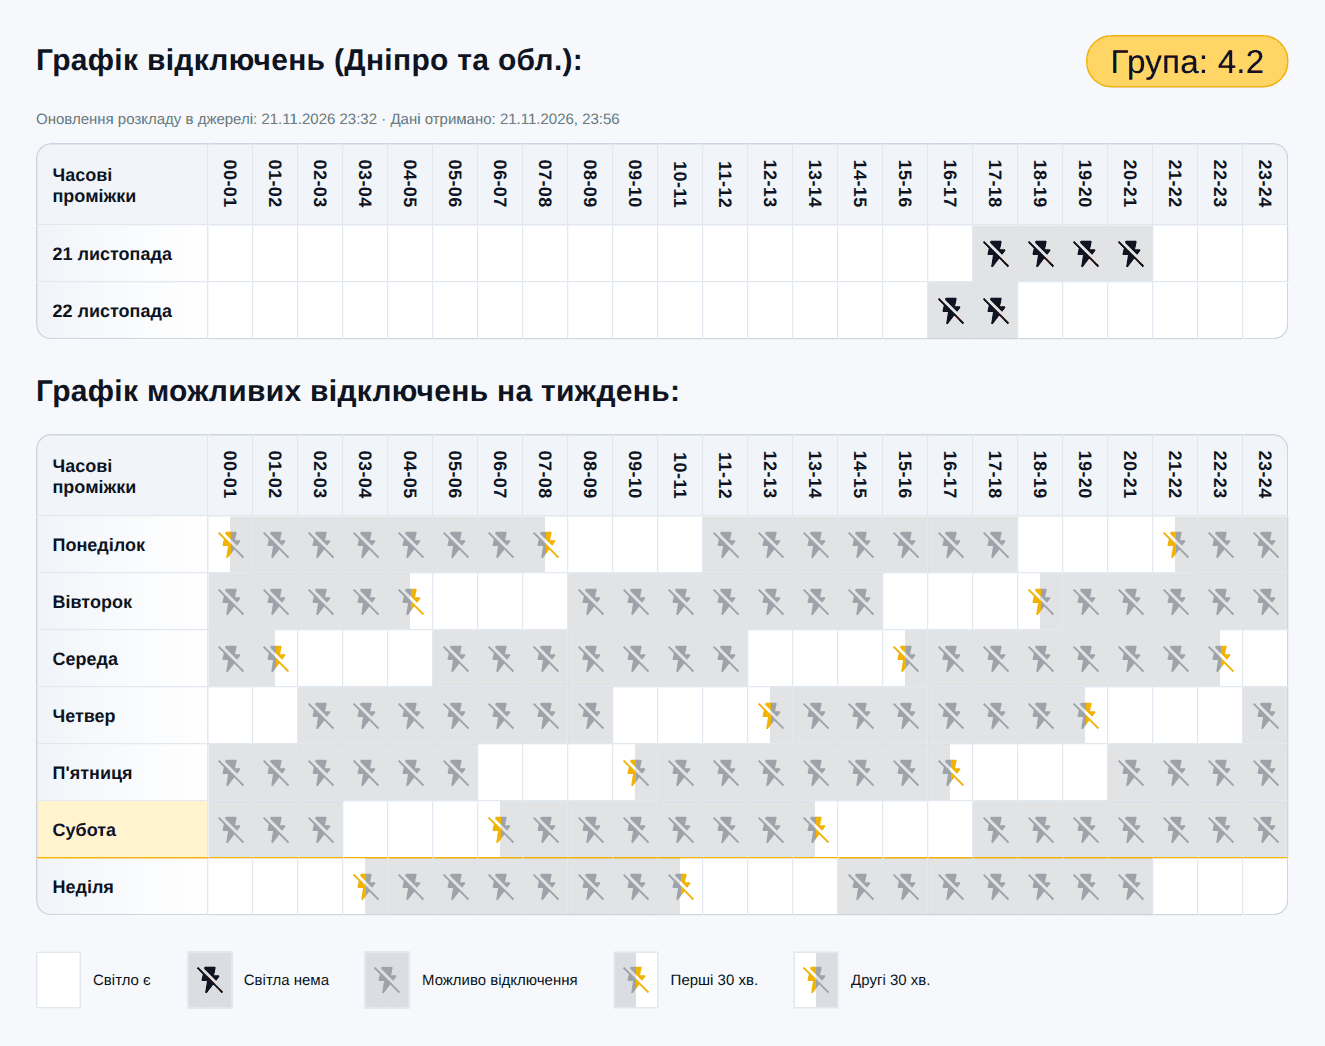 Графік відключень (Дніпро та обл.):
Група: 4.2
Оновлення розкладу в джерелі: 21.11.2026 23:32 · Дані отримано: 21.11.2026, 23:56
Часові
проміжки
00-01 01-02 02-03 03-04 04-05 05-06 06-07 07-08 08-09 09-10 10-11 11-12 12-13 13-14 14-15 15-16 16-17 17-18 18-19 19-20 20-21 21-22 22-23 23-24
21 листопада
22 листопада
Графік можливих відключень на тиждень:
Часові
проміжки
00-01 01-02 02-03 03-04 04-05 05-06 06-07 07-08 08-09 09-10 10-11 11-12 12-13 13-14 14-15 15-16 16-17 17-18 18-19 19-20 20-21 21-22 22-23 23-24
Понеділок
Вівторок
Середа
Четвер
П'ятниця
Субота
Неділя
Світло є
Світла нема
Можливо відключення
Перші 30 хв.
Другі 30 хв.